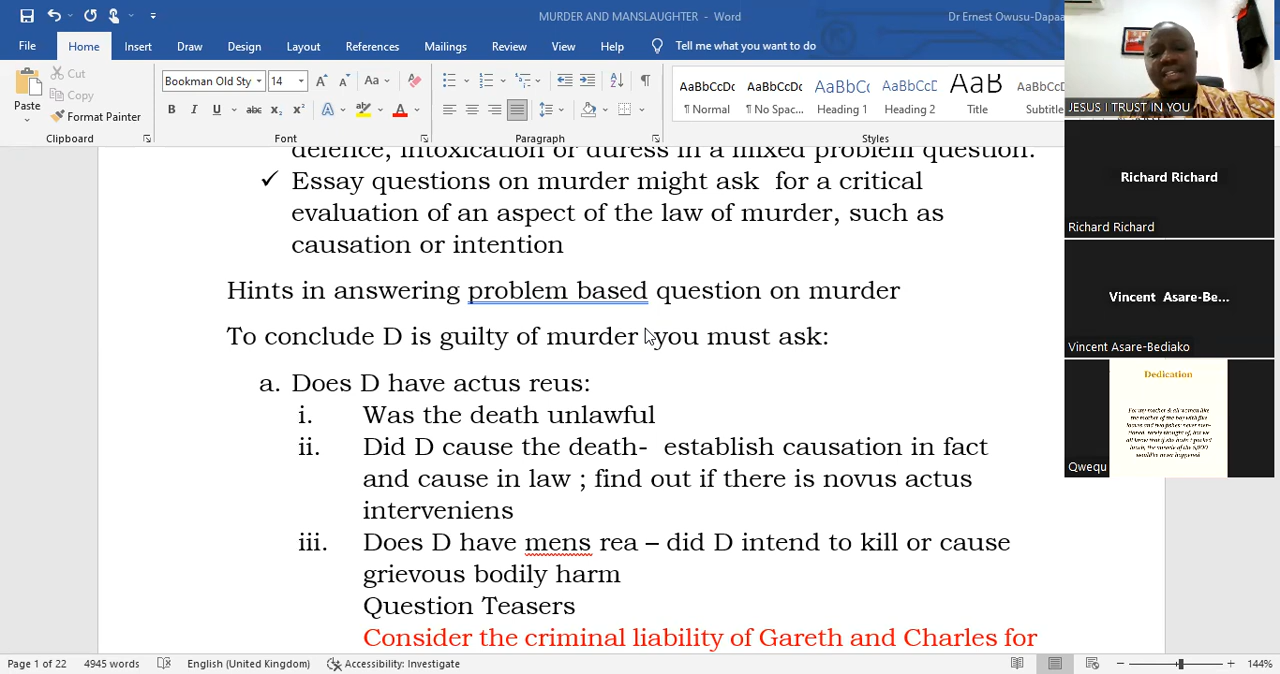 MURDER AND MANSLAUGHTER - Word
Dr Ernest Owusu-Dapaa
File Home Insert Draw Design Layout References Mailings Review View Help Tell me what you want to do
Paste
Cut
Copy
Format Painter
Clipboard
Bookman Old Sty 14
Font
Paragraph
AaBbCcDc AaBbCcDc AaBbCc AaBbCcD AaB AaBbCcD
¶ Normal ¶ No Spac... Heading 1 Heading 2 Title Subtitle
Styles
defence, intoxication or duress in a mixed problem question.
✓ Essay questions on murder might ask for a critical
evaluation of an aspect of the law of murder, such as
causation or intention
Hints in answering problem based question on murder
To conclude D is guilty of murder you must ask:
a. Does D have actus reus:
i. Was the death unlawful
ii. Did D cause the death- establish causation in fact
and cause in law ; find out if there is novus actus
interveniens
iii. Does D have mens rea – did D intend to kill or cause
grievous bodily harm
Question Teasers
Consider the criminal liability of Gareth and Charles for
Page 1 of 22 4945 words English (United Kingdom) Accessibility: Investigate 144%
JESUS I TRUST IN YOU
Richard Richard
Richard Richard
Vincent Asare-Be...
Vincent Asare-Bediako
Dedication
Qwequ